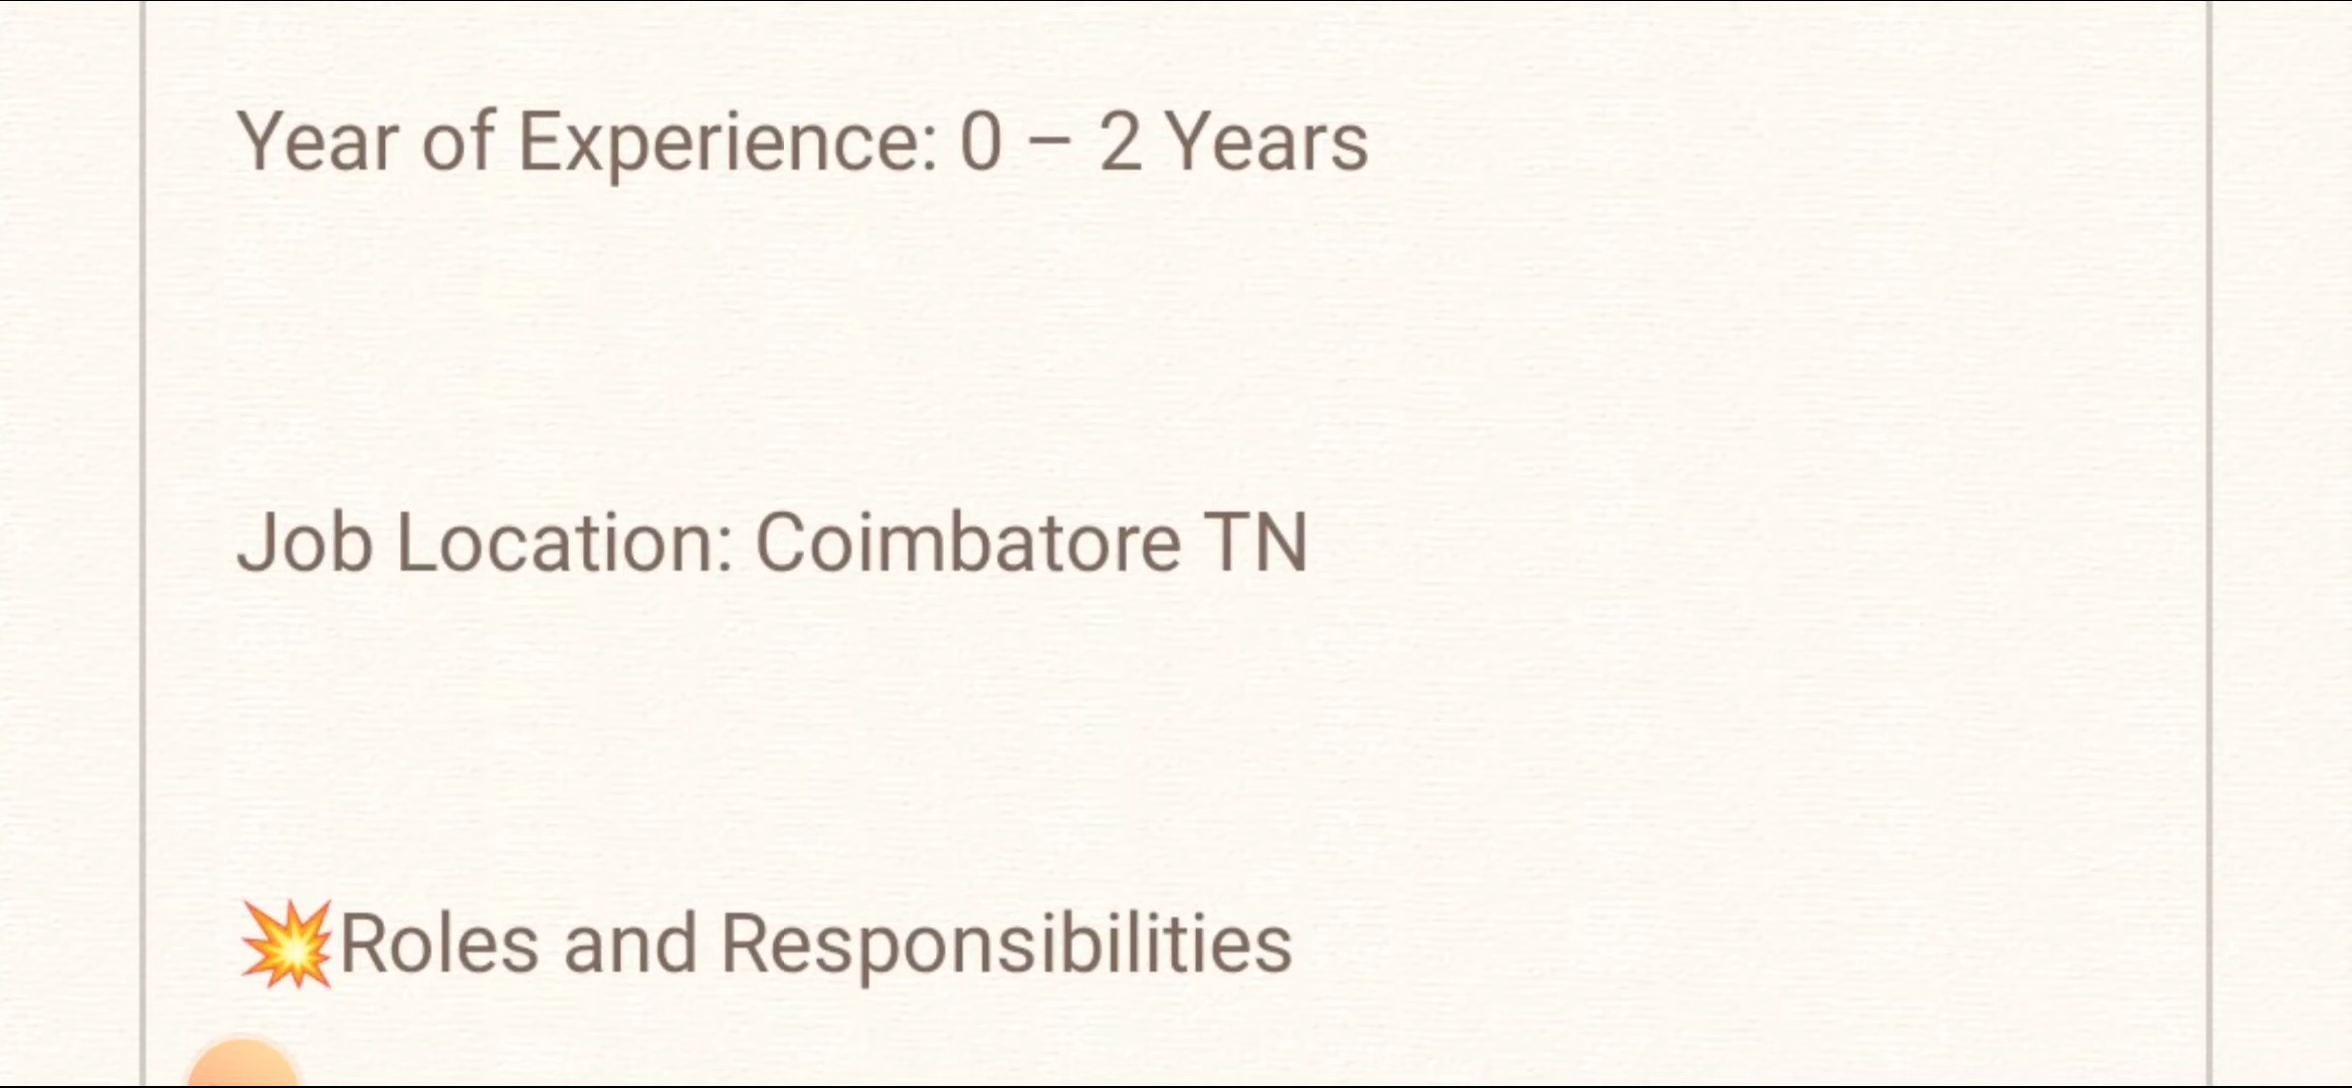 Year of Experience: 0 – 2 Years
Job Location: Coimbatore TN
💥Roles and Responsibilities